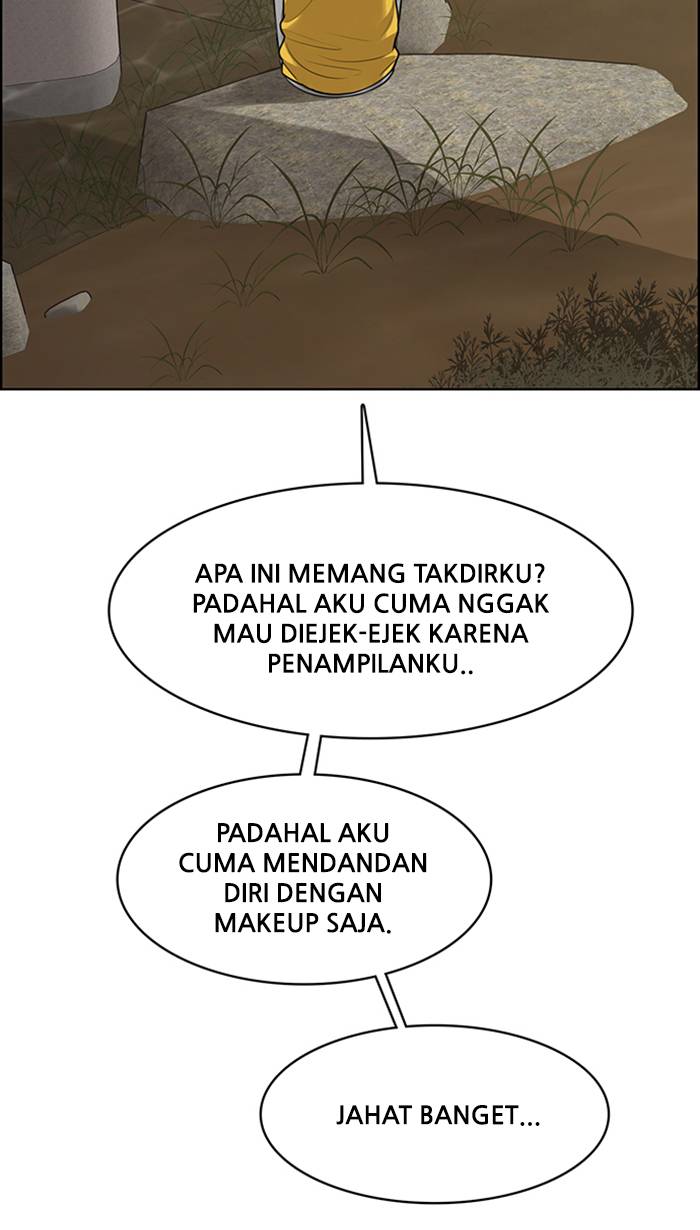 APA INI MEMANG TAKDIRKU?
PADAHAL AKU CUMA NGGAK
MAU DIEJEK-EJEK KARENA
PENAMPILANKU..
PADAHAL AKU
CUMA MENDANDAN
DIRI DENGAN
MAKEUP SAJA.
JAHAT BANGET...